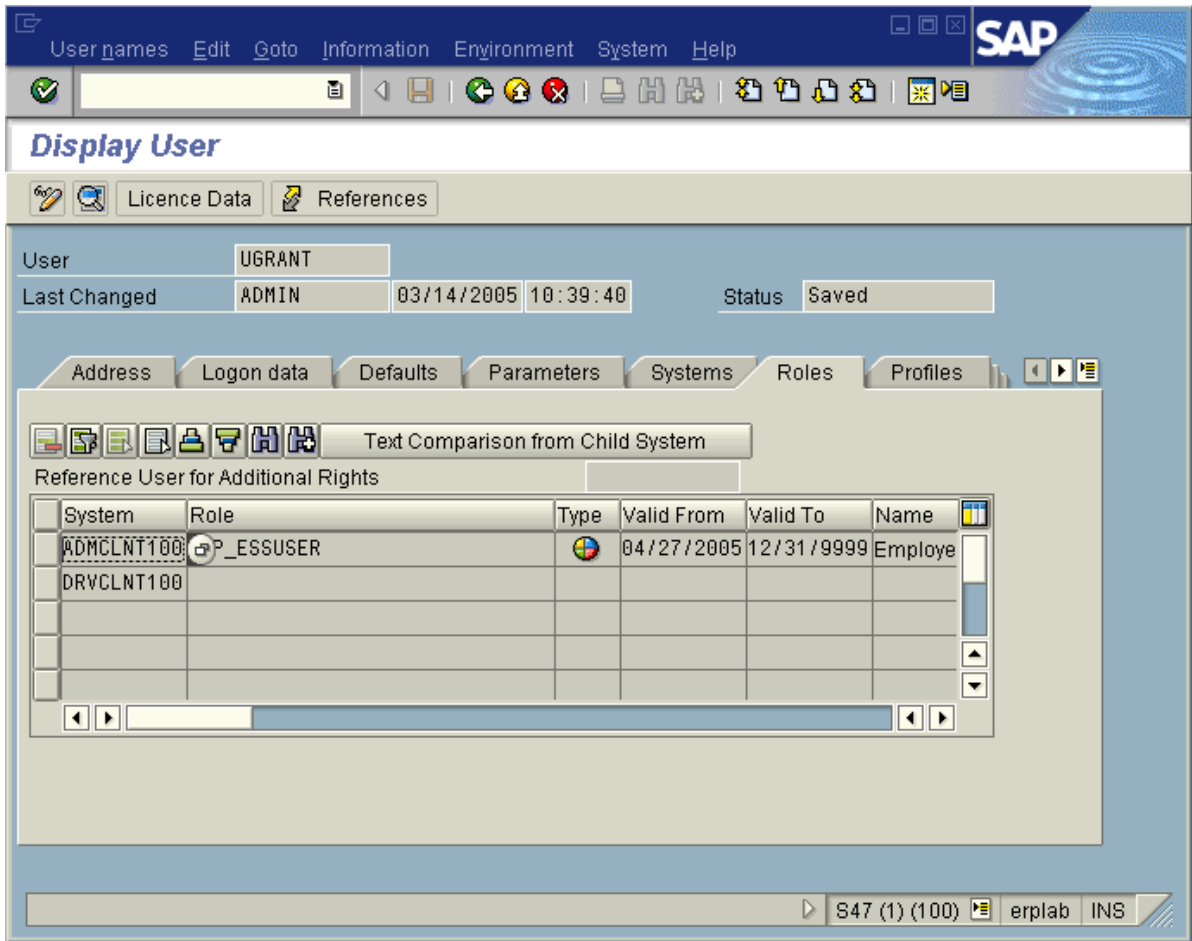 User names Edit Goto Information Environment System Help
SAP
Display User
Licence Data References
User UGRANT
Last Changed ADMIN 03/14/2005 10:39:40 Status Saved
Address Logon data Defaults Parameters Systems Roles Profiles
Text Comparison from Child System
Reference User for Additional Rights
System Role Type Valid From Valid To Name
ADMCLNT100 P_ESSUSER 04/27/2005 12/31/9999 Employe
DRVCLNT100
S47 (1) (100) erplab INS